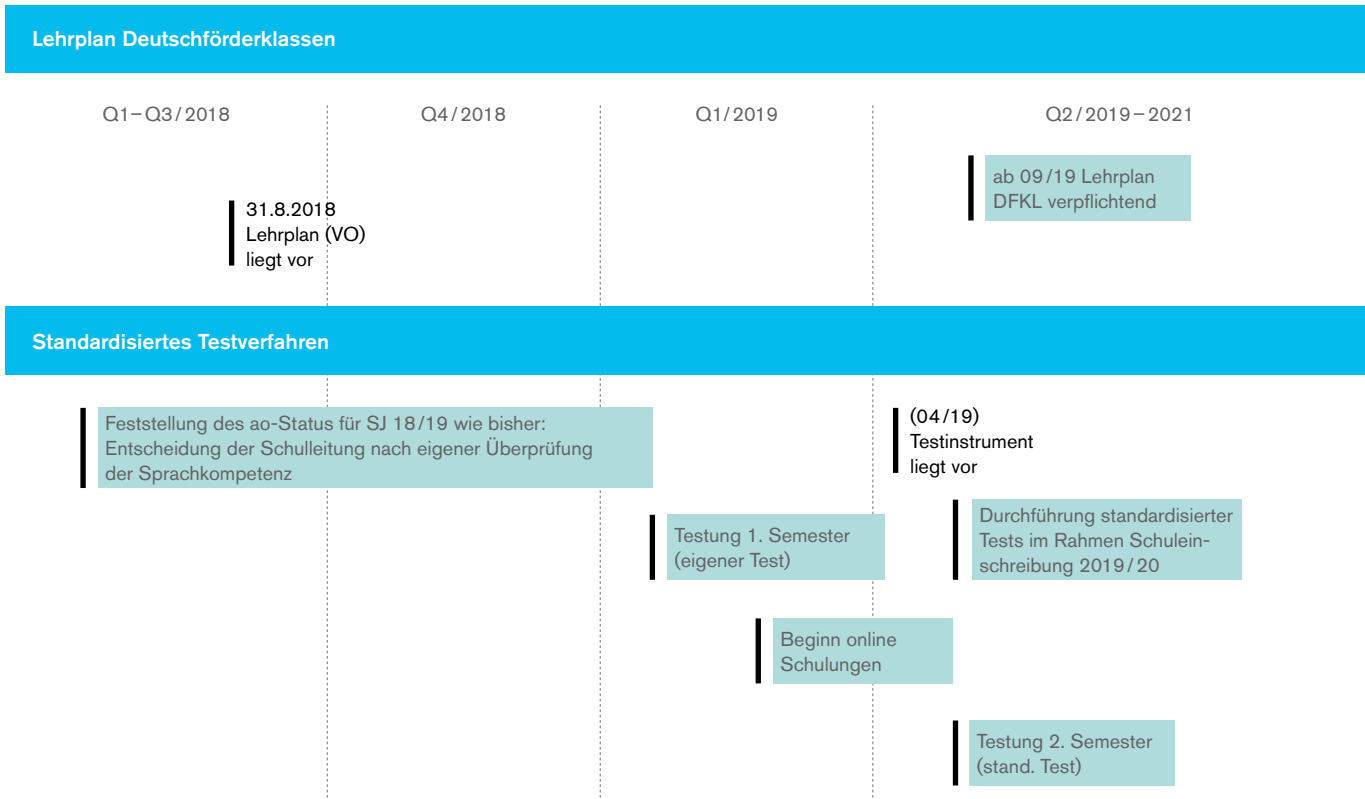 Lehrplan Deutschförderklassen
Q1–Q3/2018
Q4/2018
Q1/2019
Q2/2019–2021
ab 09/19 Lehrplan
DFKL verpflichtend
31.8.2018
Lehrplan (VO)
liegt vor
Standardisiertes Testverfahren
Feststellung des ao-Status für SJ 18/19 wie bisher:
Entscheidung der Schulleitung nach eigener Überprüfung
der Sprachkompetenz
(04/19)
Testinstrument
liegt vor
Testung 1. Semester
(eigener Test)
Durchführung standardisierter
Tests im Rahmen Schulein-
schreibung 2019/20
Beginn online
Schulungen
Testung 2. Semester
(stand. Test)